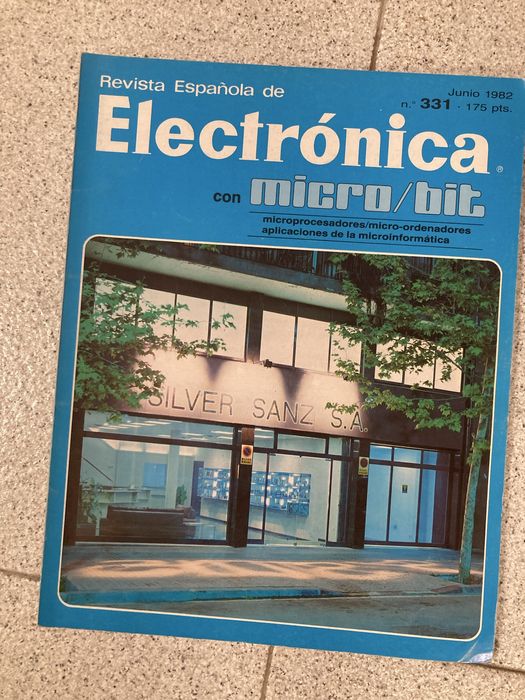 Revista Española de
Junio 1982
n.° 331 · 175 pts.
Electrónica ®
con micro/bit
microprocesadores/micro-ordenadores
aplicaciones de la microinformática
SILVER SANZ S.A.